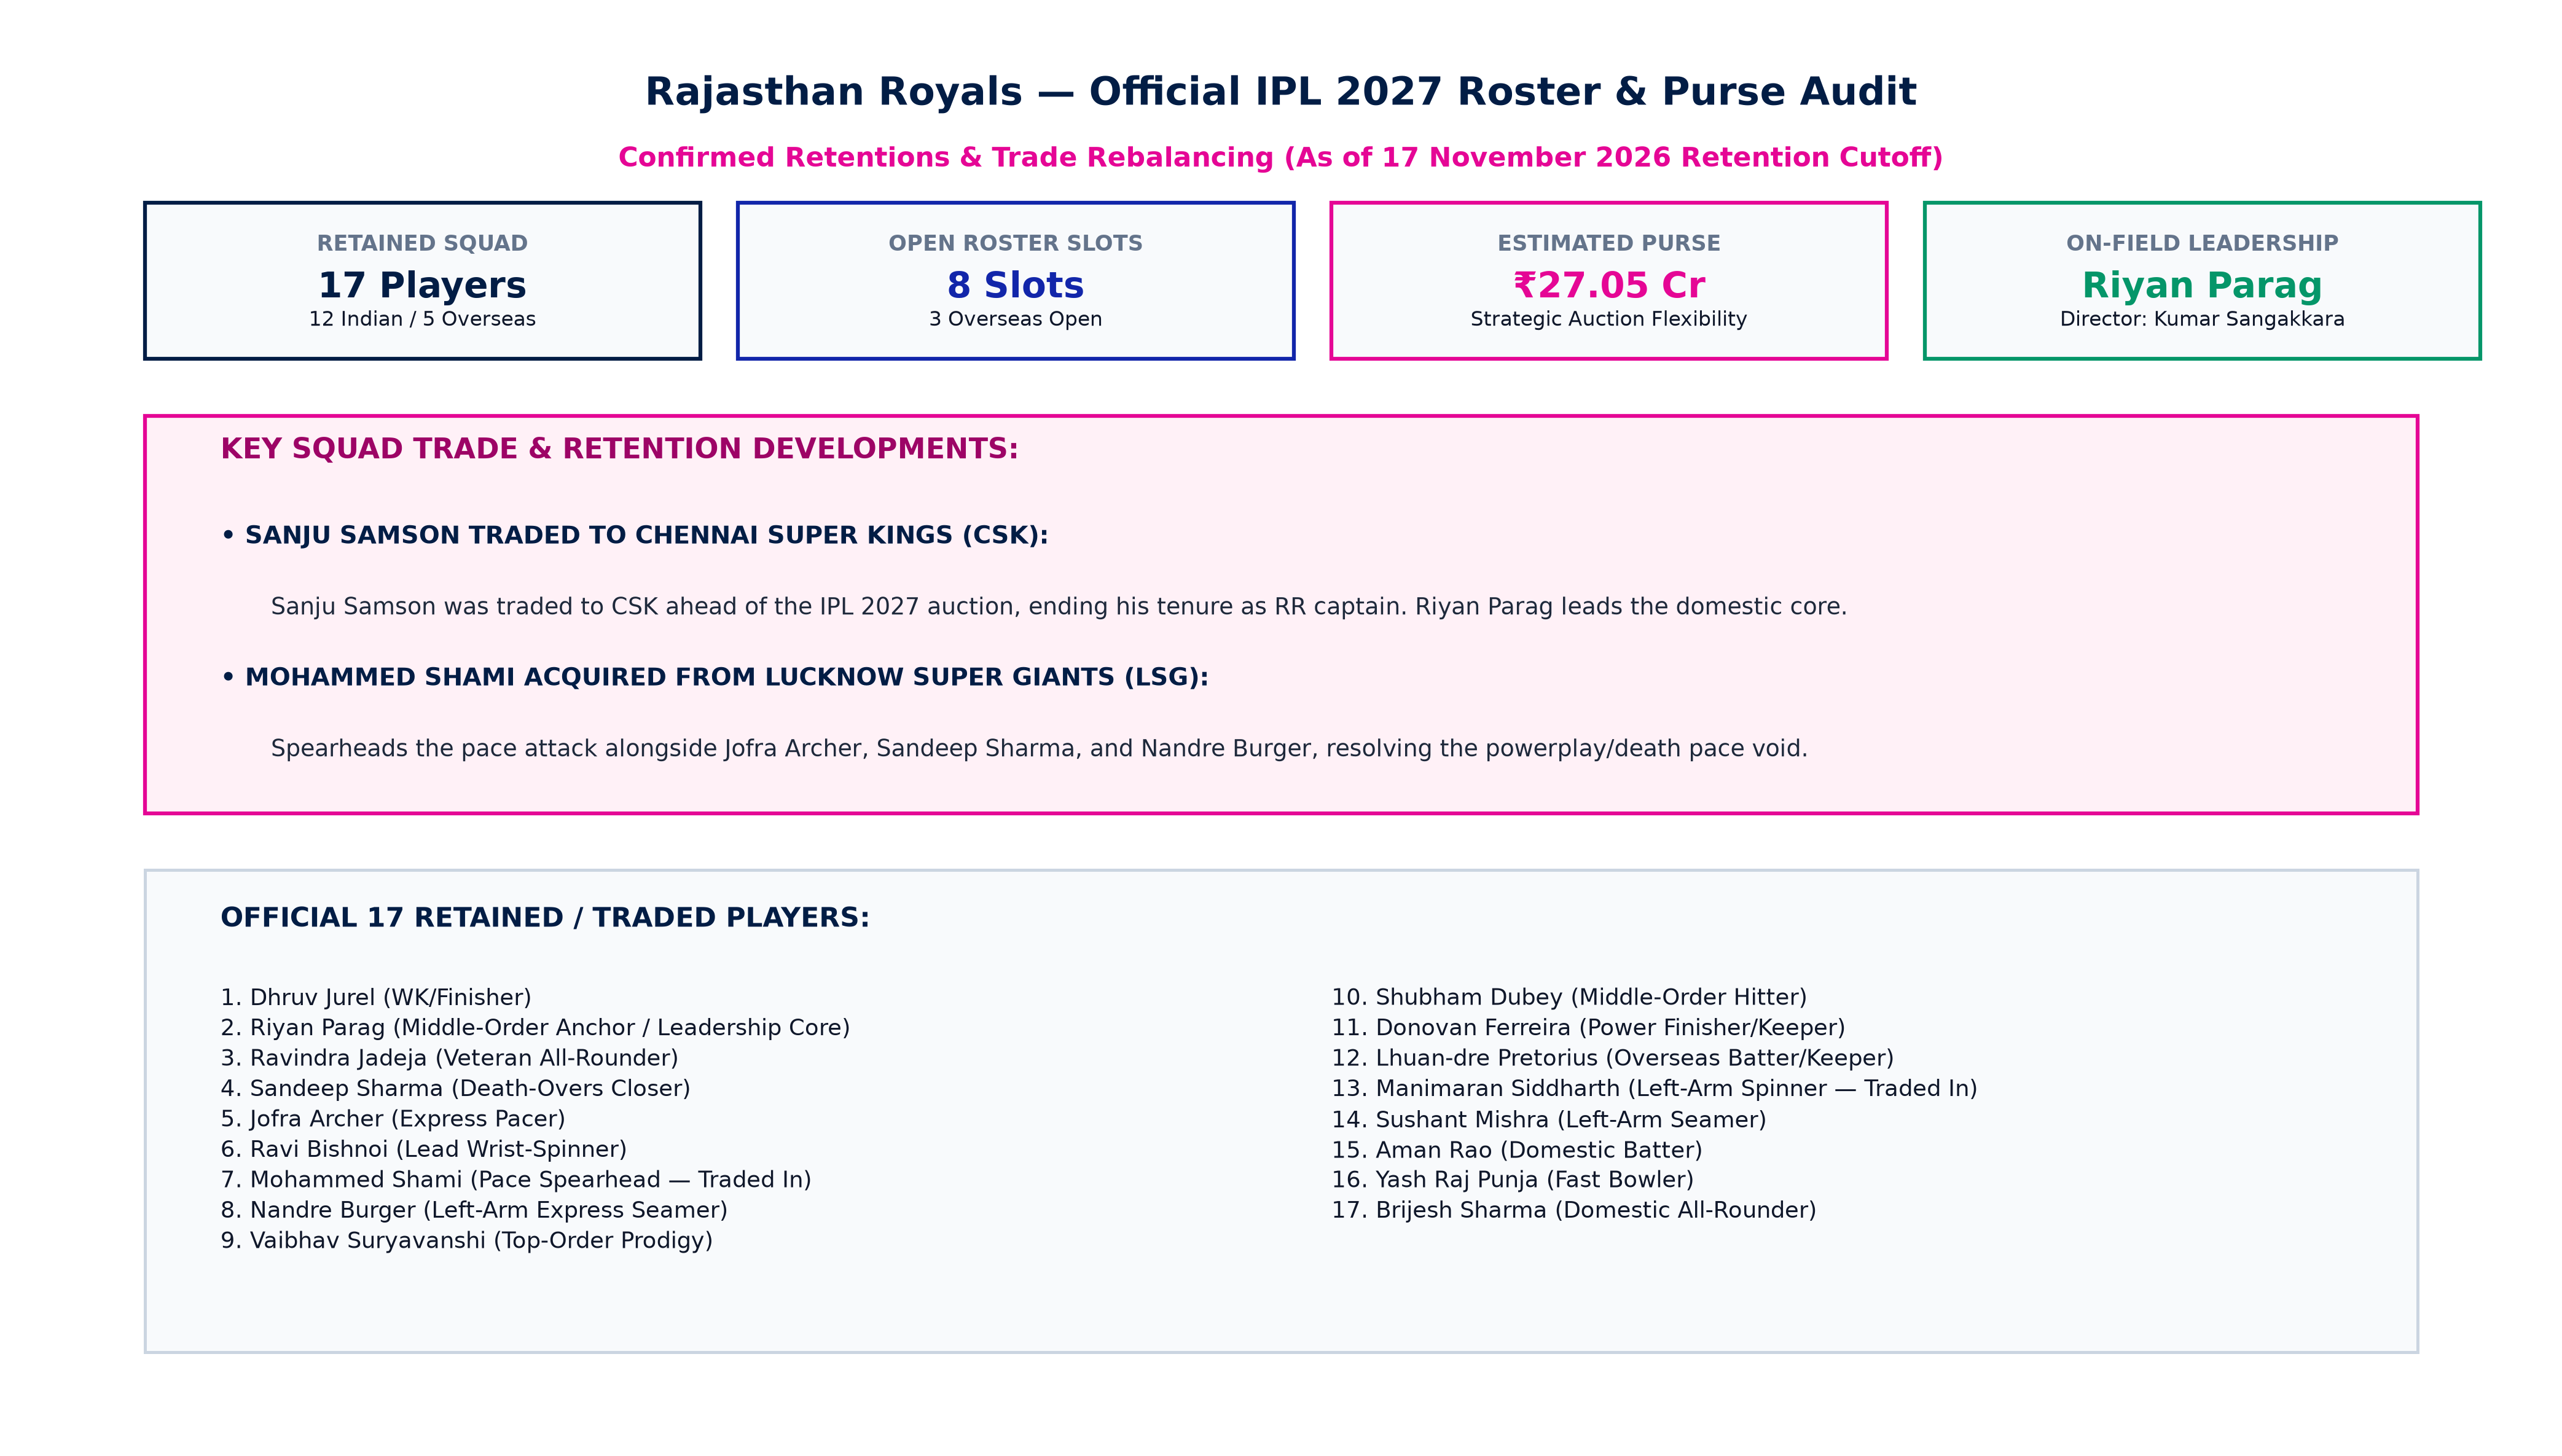 Rajasthan Royals — Official IPL 2027 Roster & Purse Audit
Confirmed Retentions & Trade Rebalancing (As of 17 November 2026 Retention Cutoff)
RETAINED SQUAD
17 Players
12 Indian / 5 Overseas
OPEN ROSTER SLOTS
8 Slots
3 Overseas Open
ESTIMATED PURSE
₹27.05 Cr
Strategic Auction Flexibility
ON-FIELD LEADERSHIP
Riyan Parag
Director: Kumar Sangakkara
KEY SQUAD TRADE & RETENTION DEVELOPMENTS:
• SANJU SAMSON TRADED TO CHENNAI SUPER KINGS (CSK):
Sanju Samson was traded to CSK ahead of the IPL 2027 auction, ending his tenure as RR captain. Riyan Parag leads the domestic core.
• MOHAMMED SHAMI ACQUIRED FROM LUCKNOW SUPER GIANTS (LSG):
Spearheads the pace attack alongside Jofra Archer, Sandeep Sharma, and Nandre Burger, resolving the powerplay/death pace void.
OFFICIAL 17 RETAINED / TRADED PLAYERS:
1. Dhruv Jurel (WK/Finisher)
2. Riyan Parag (Middle-Order Anchor / Leadership Core)
3. Ravindra Jadeja (Veteran All-Rounder)
4. Sandeep Sharma (Death-Overs Closer)
5. Jofra Archer (Express Pacer)
6. Ravi Bishnoi (Lead Wrist-Spinner)
7. Mohammed Shami (Pace Spearhead — Traded In)
8. Nandre Burger (Left-Arm Express Seamer)
9. Vaibhav Suryavanshi (Top-Order Prodigy)
10. Shubham Dubey (Middle-Order Hitter)
11. Donovan Ferreira (Power Finisher/Keeper)
12. Lhuan-dre Pretorius (Overseas Batter/Keeper)
13. Manimaran Siddharth (Left-Arm Spinner — Traded In)
14. Sushant Mishra (Left-Arm Seamer)
15. Aman Rao (Domestic Batter)
16. Yash Raj Punja (Fast Bowler)
17. Brijesh Sharma (Domestic All-Rounder)